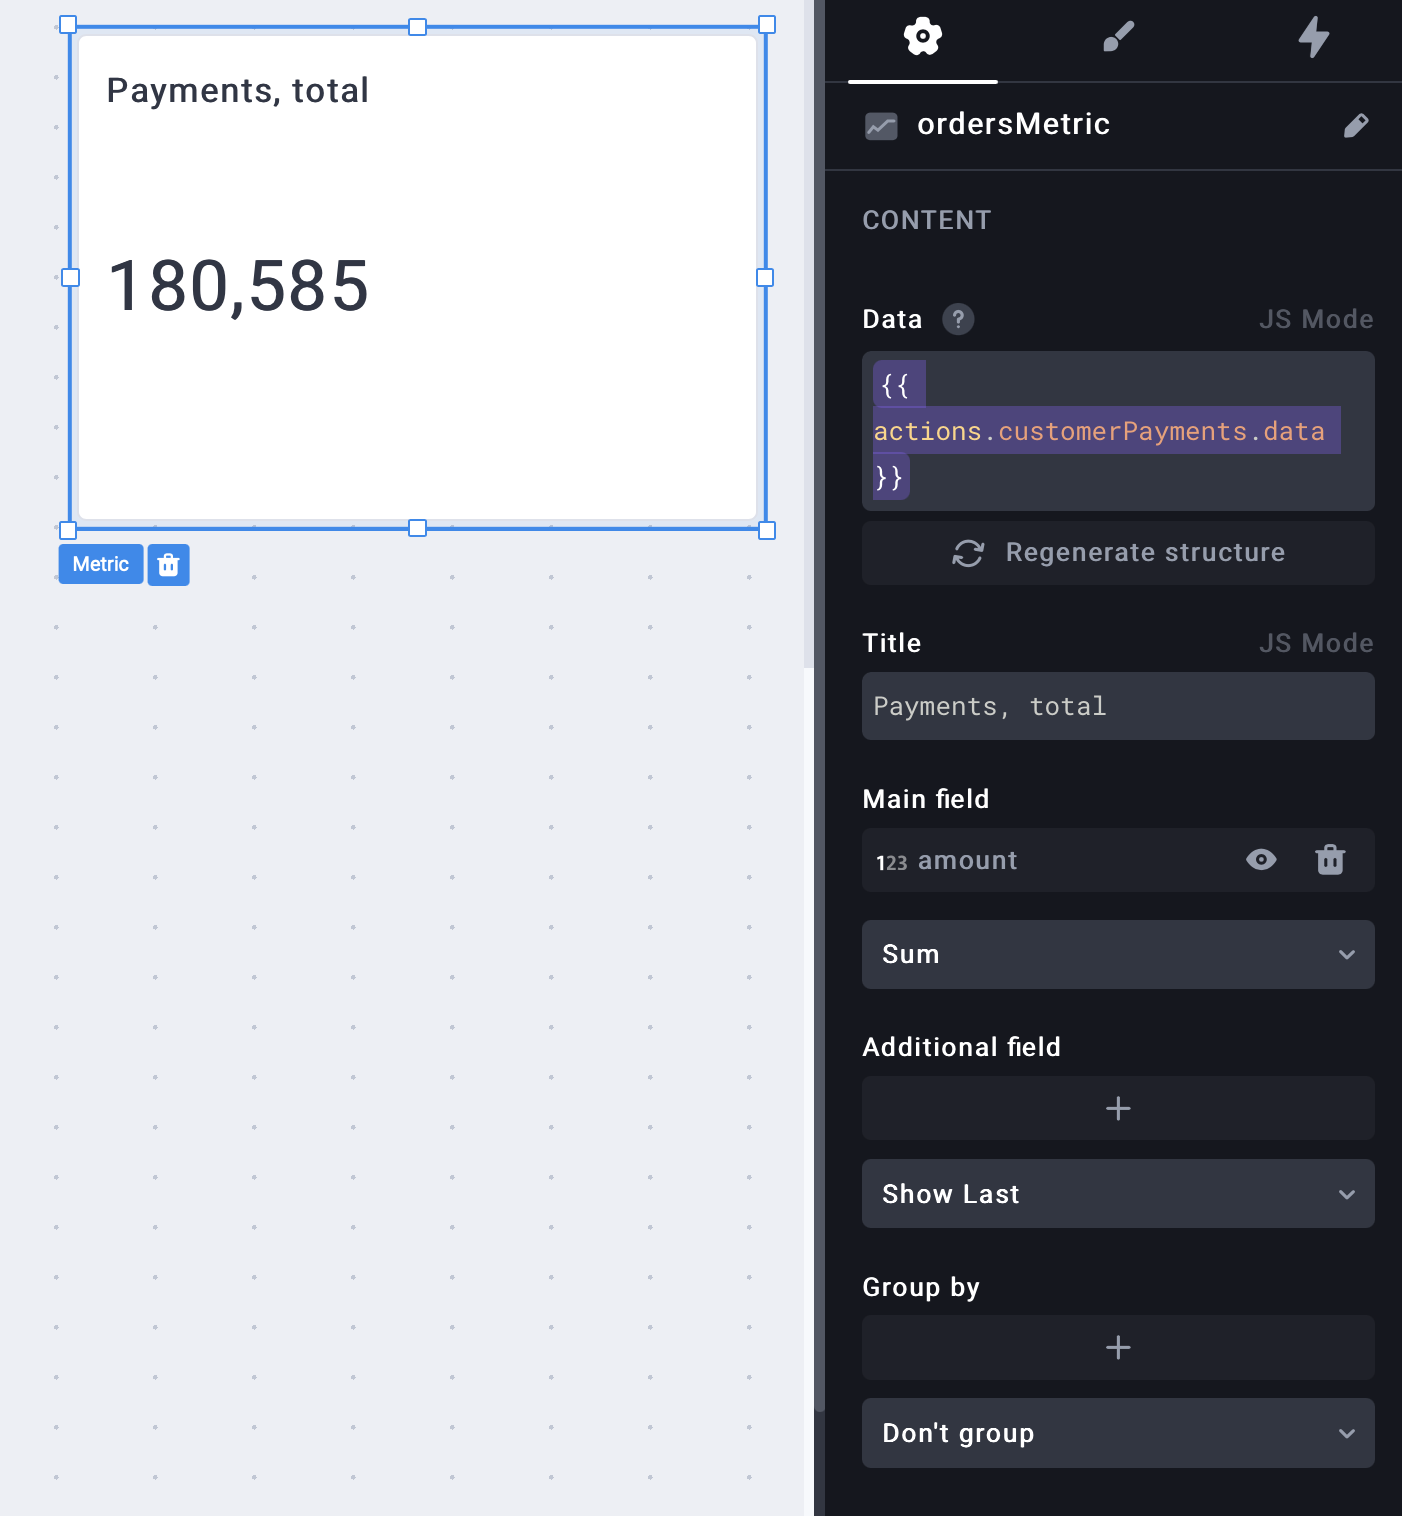 Payments, total
180,585
Metric
ordersMetric
CONTENT
Data ? JS Mode
{{
actions.customerPayments.data
}}
Regenerate structure
Title JS Mode
Payments, total
Main field
123 amount
Sum
Additional field
Show Last
Group by
Don't group